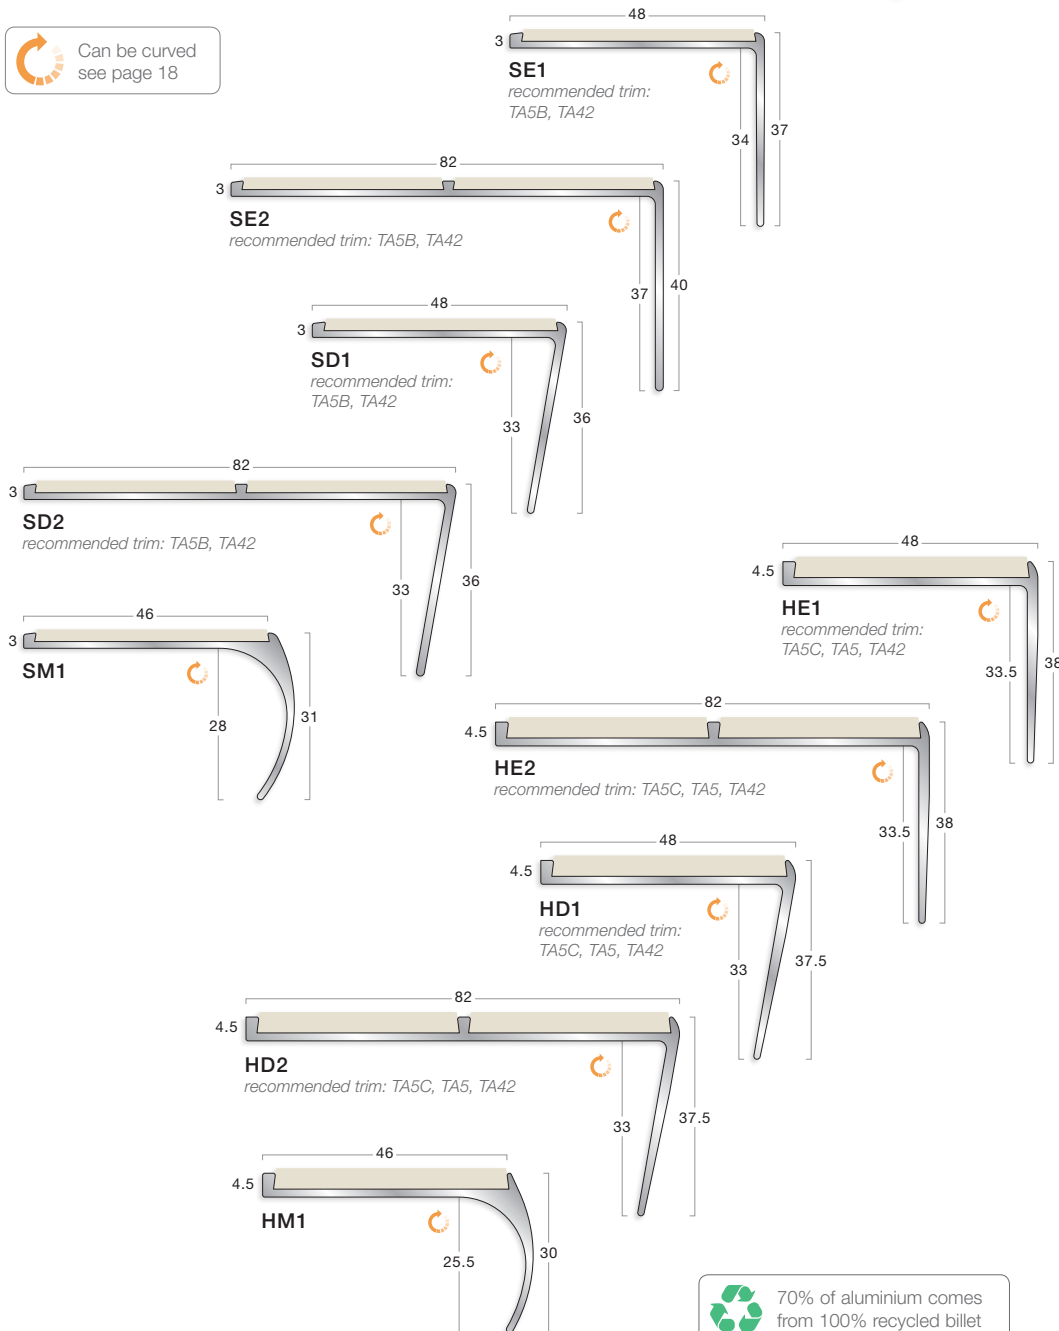 Can be curved
see page 18
48
3
SE1
recommended trim:
TA5B, TA42
34
37
82
3
SE2
recommended trim: TA5B, TA42
37
40
48
3
SD1
recommended trim:
TA5B, TA42
33
36
82
3
SD2
recommended trim: TA5B, TA42
33
36
46
3
SM1
28
31
48
4.5
HE1
recommended trim:
TA5C, TA5, TA42
33.5
38
82
4.5
HE2
recommended trim: TA5C, TA5, TA42
33.5
38
48
4.5
HD1
recommended trim:
TA5C, TA5, TA42
33
37.5
82
4.5
HD2
recommended trim: TA5C, TA5, TA42
33
37.5
46
4.5
HM1
25.5
30
70% of aluminium comes
from 100% recycled billet